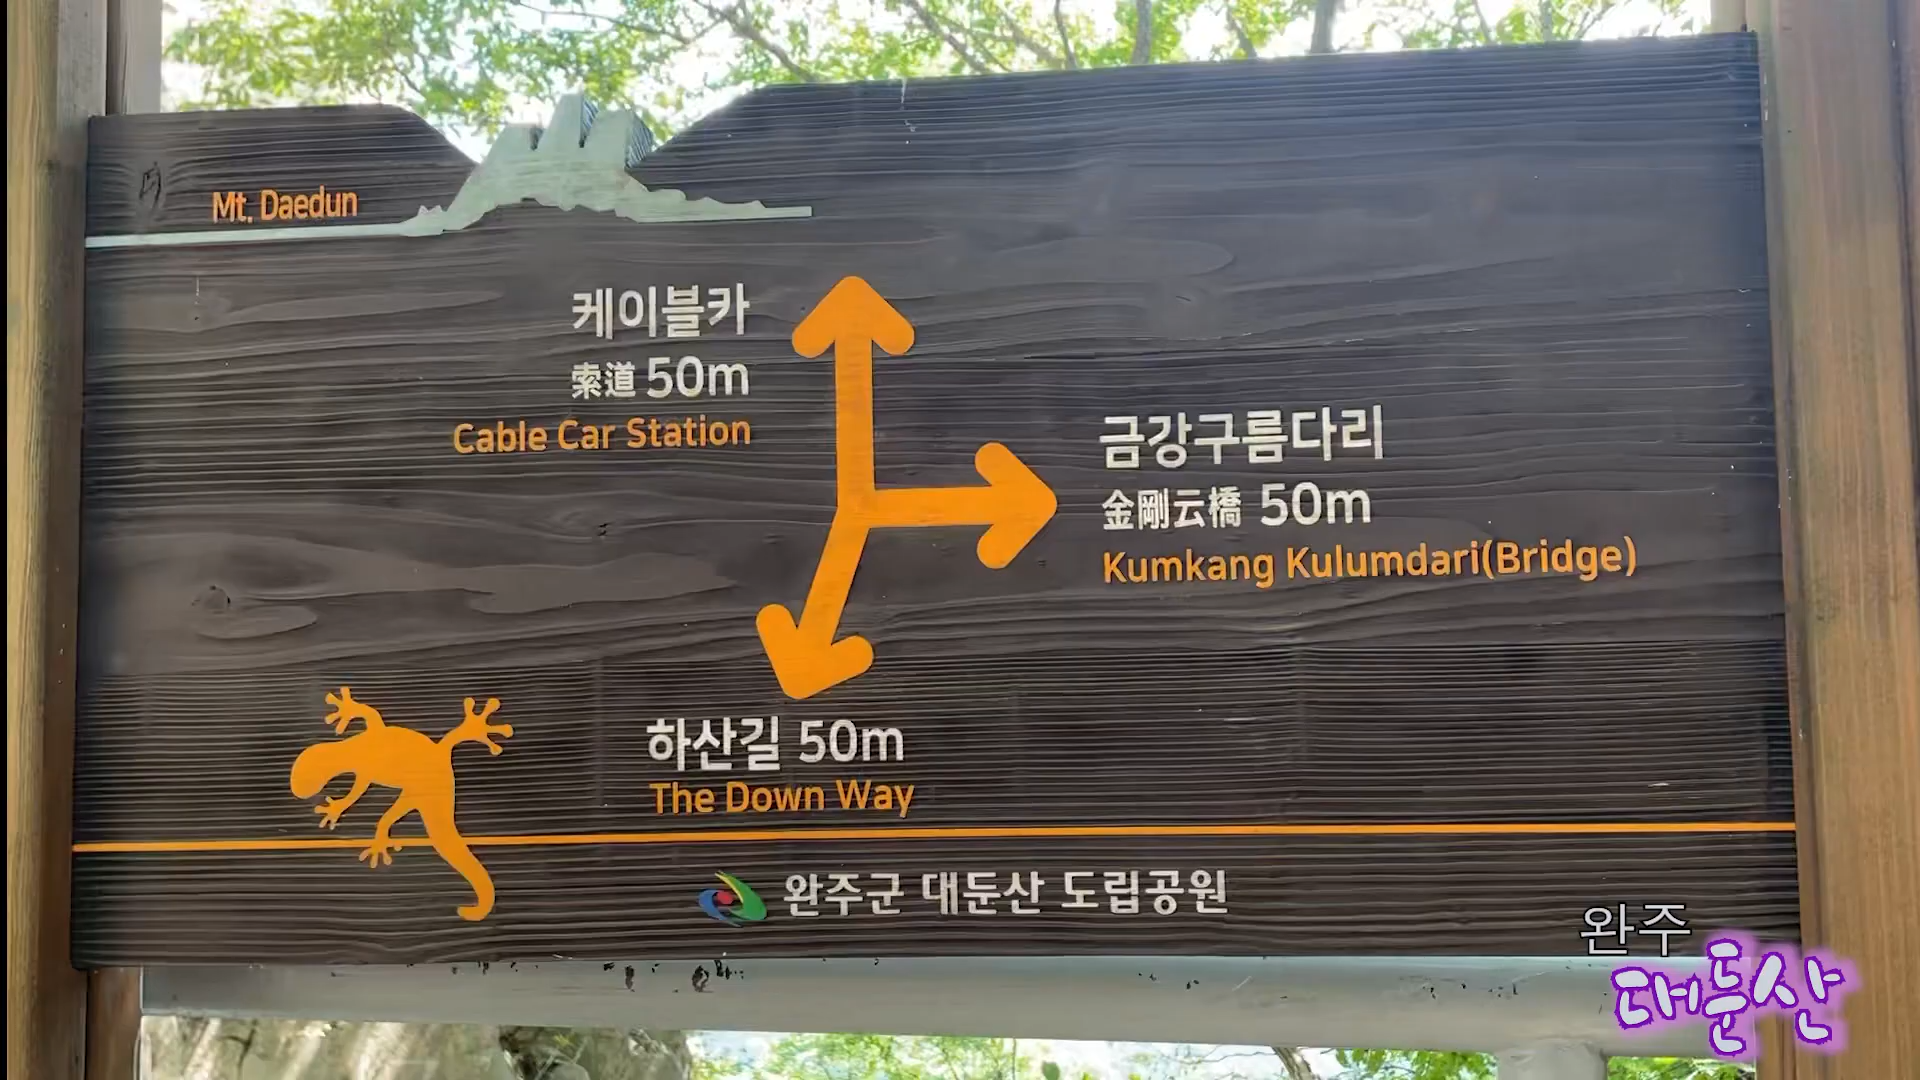 Mt. Daedun
케이블카
索道 50m
Cable Car Station
금강구름다리
金剛云橋 50m
Kumkang Kulumdari(Bridge)
하산길 50m
The Down Way
완주군 대둔산 도립공원
완주
대둔산